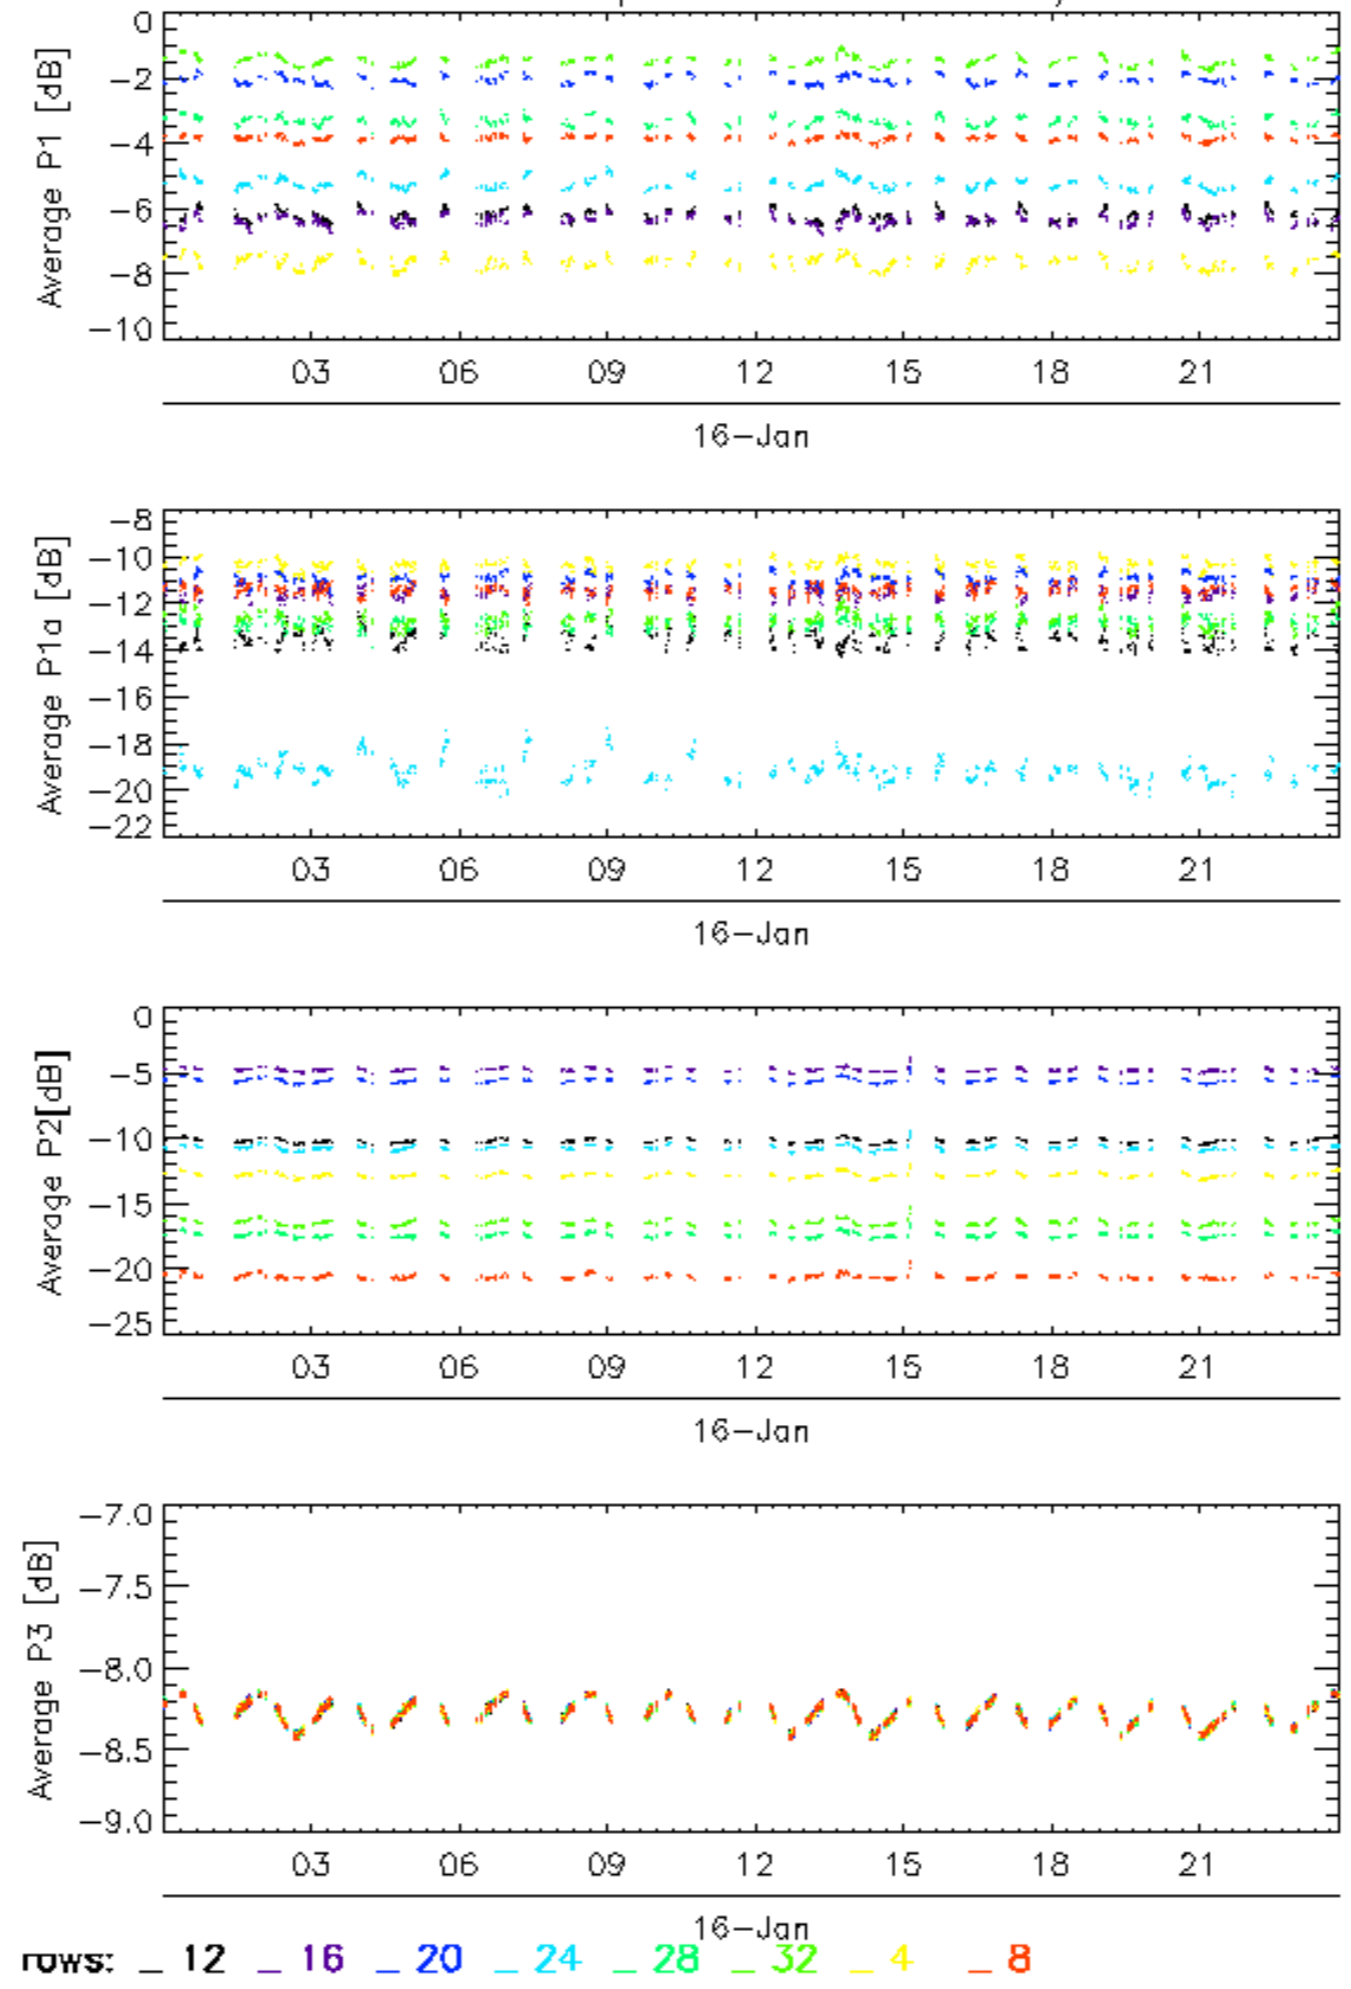 0
−2
−4
−6
−8
−10
Average P1 [dB]
03 06 09 12 15 18 21
16−Jan
−8
−10
−12
−14
−16
−18
−20
−22
Average P1a [dB]
03 06 09 12 15 18 21
16−Jan
0
−5
−10
−15
−20
−25
Average P2[dB]
03 06 09 12 15 18 21
16−Jan
−7.0
−7.5
−8.0
−8.5
−9.0
Average P3 [dB]
03 06 09 12 15 18 21
16−Jan
rows: _ 12 _ 16 _ 20 _ 24 _ 28 _ 32 _ 4 _ 8